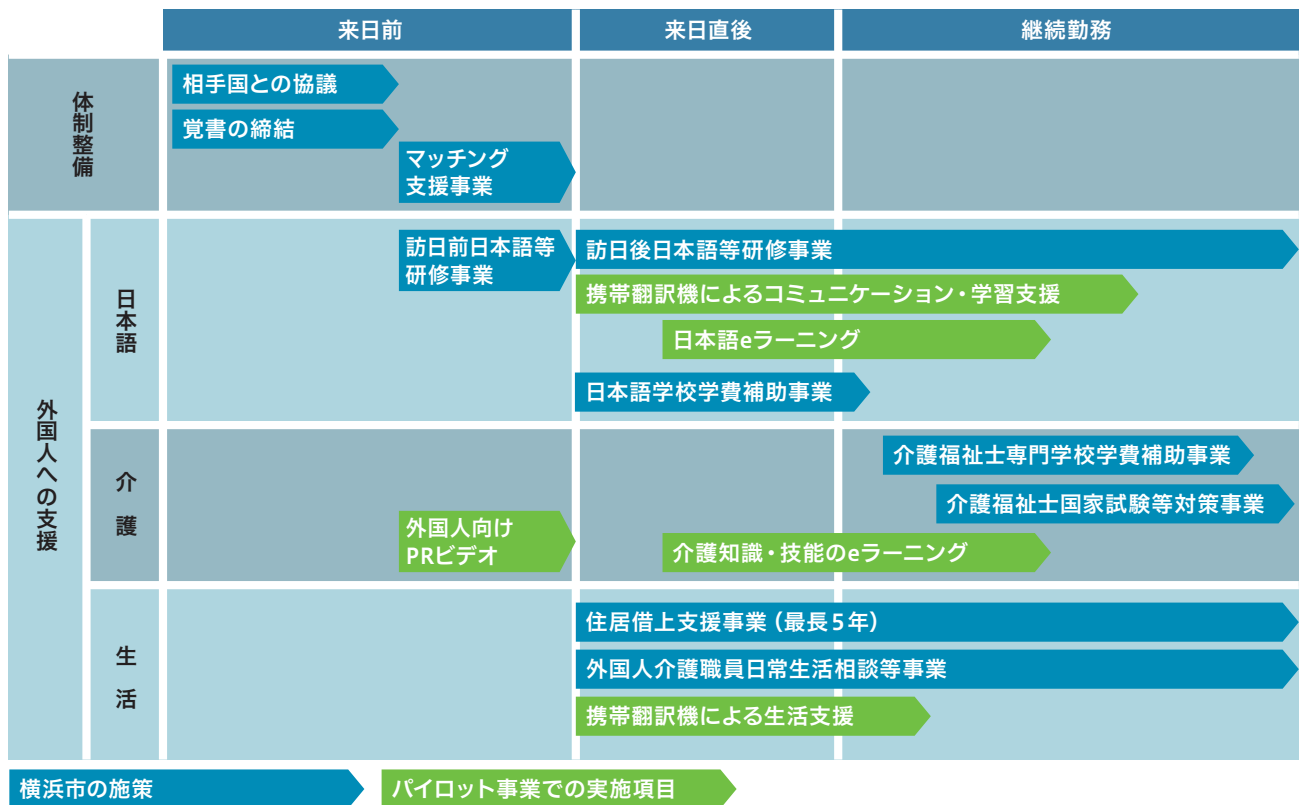 来日前
来日直後
継続勤務
体制整備
相手国との協議
覚書の締結
マッチング
支援事業
外国人への支援
日本語
訪日前日本語等
研修事業
訪日後日本語等研修事業
携帯翻訳機によるコミュニケーション・学習支援
日本語eラーニング
日本語学校学費補助事業
介護
介護福祉士専門学校学費補助事業
介護福祉士国家試験等対策事業
外国人向け
PRビデオ
介護知識・技能のeラーニング
生活
住居借上支援事業（最長5年）
外国人介護職員日常生活相談等事業
携帯翻訳機による生活支援
横浜市の施策
パイロット事業での実施項目